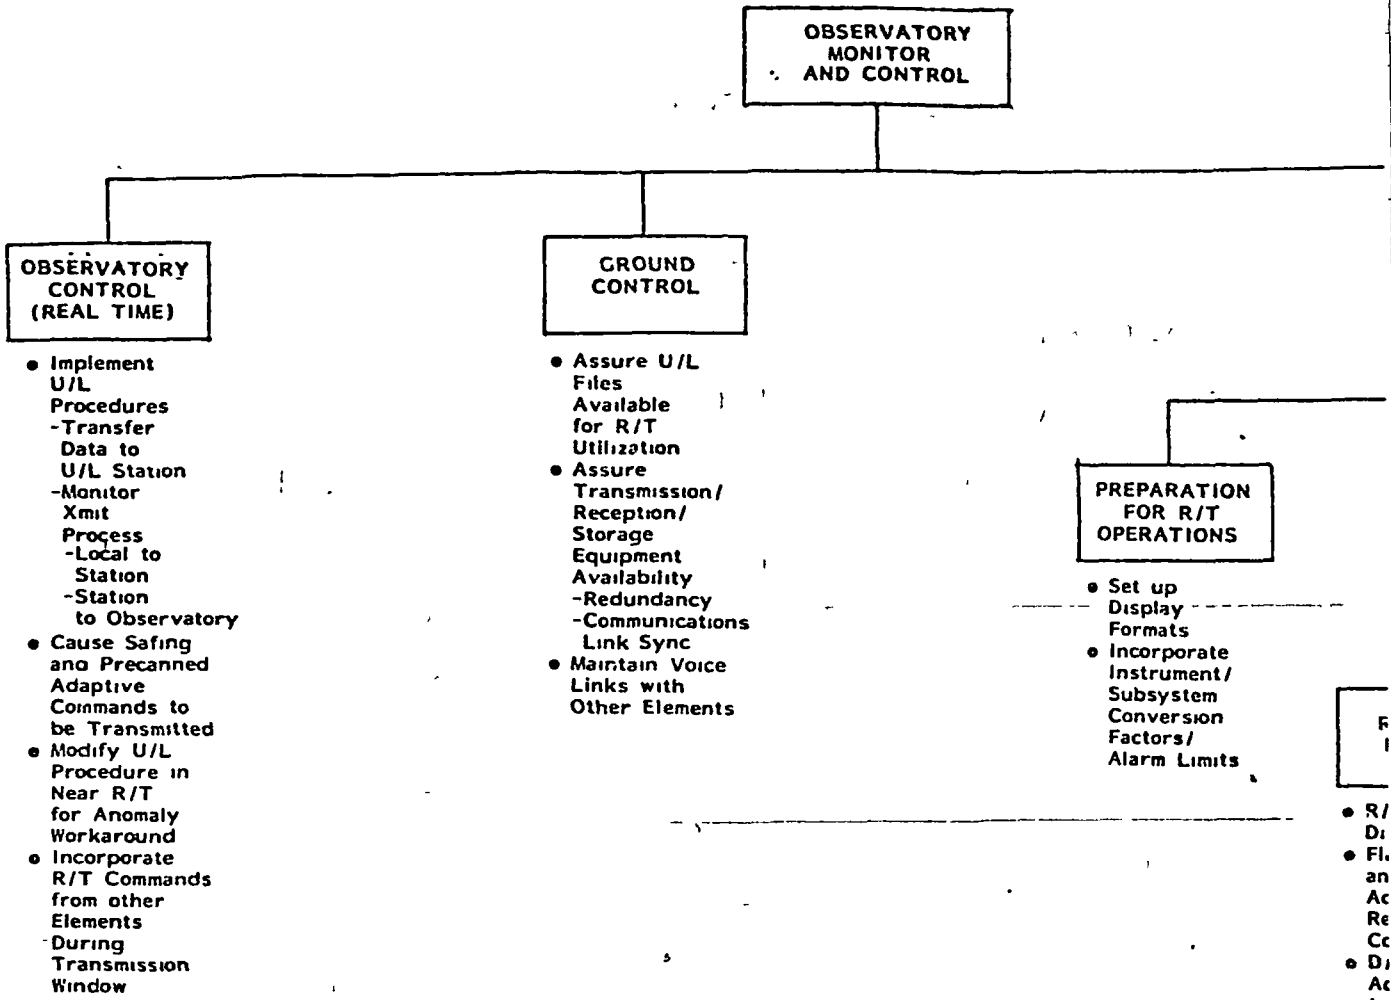 OBSERVATORY
MONITOR
AND CONTROL
OBSERVATORY
CONTROL
(REAL TIME)
● Implement
U/L
Procedures
-Transfer
Data to
U/L Station
-Monitor
Xmit
Process
-Local to
Station
-Station
to Observatory
● Cause Safing
and Precanned
Adaptive
Commands to
be Transmitted
● Modify U/L
Procedure in
Near R/T
for Anomaly
Workaround
● Incorporate
R/T Commands
from other
Elements
During
Transmission
Window
GROUND
CONTROL
● Assure U/L
Files
Available
for R/T
Utilization
● Assure
Transmission/
Reception/
Storage
Equipment
Availability
-Redundancy
-Communications
Link Sync
● Maintain Voice
Links with
Other Elements
PREPARATION
FOR R/T
OPERATIONS
● Set up
Display
Formats
● Incorporate
Instrument/
Subsystem
Conversion
Factors/
Alarm Limits
● R/